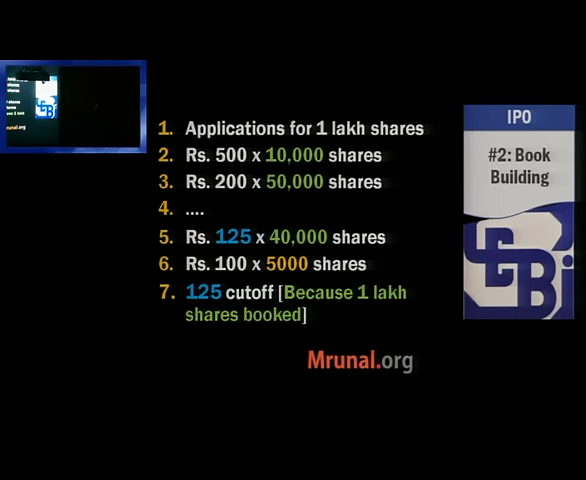 1. Applications for 1 lakh shares
2. Rs. 500 x 10,000 shares
3. Rs. 200 x 50,000 shares
4. ....
5. Rs. 125 x 40,000 shares
6. Rs. 100 x 5000 shares
7. 125 cutoff [Because 1 lakh
shares booked]
Mrunal.org
IPO
#2: Book
Building
SEBi